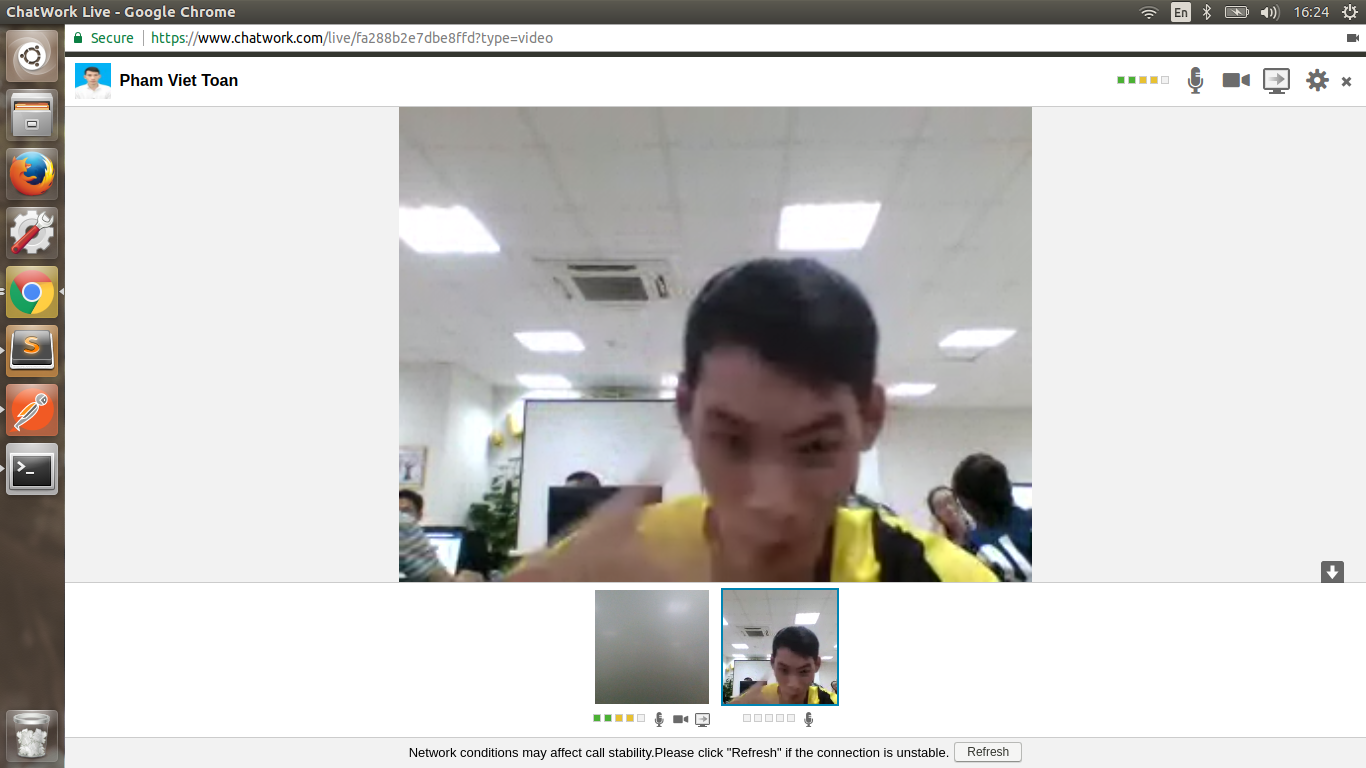 ChatWork Live - Google Chrome
En
16:24
Secure
https://www.chatwork.com/live/fa288b2e7dbe8ffd?type=video
Pham Viet Toan
Network conditions may affect call stability.Please click "Refresh" if the connection is unstable.
Refresh